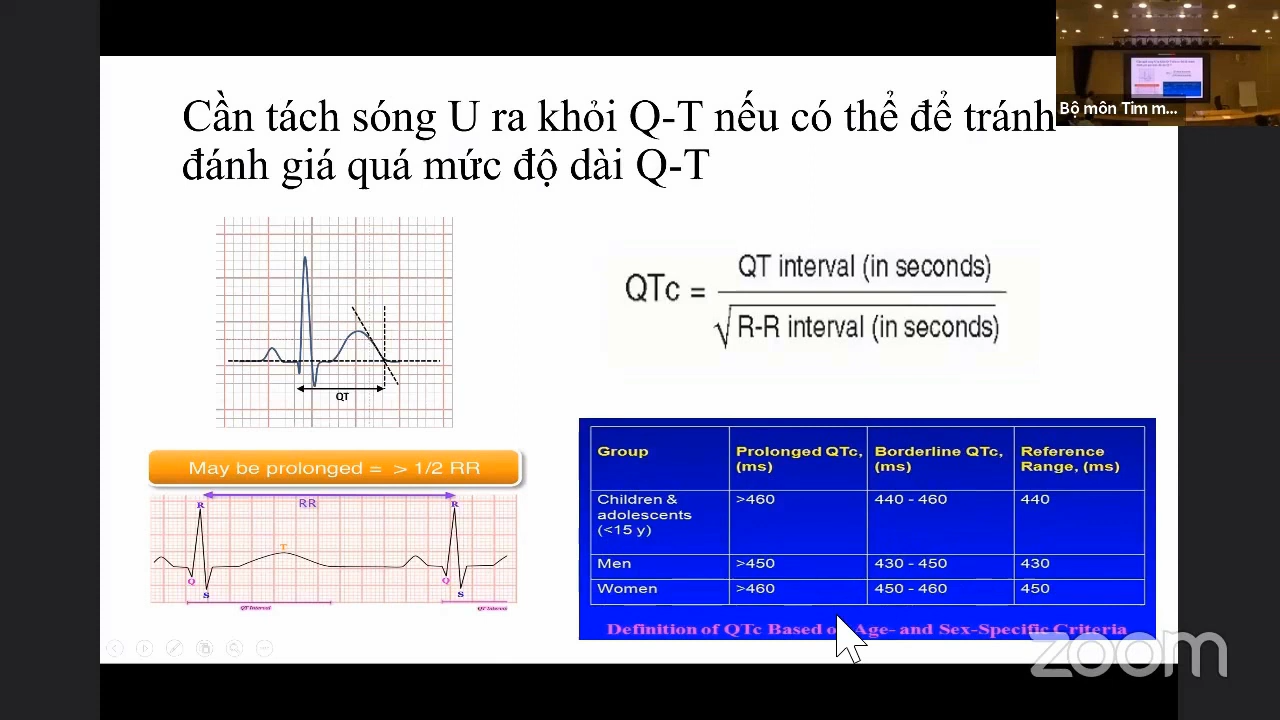 Cần tách sóng U ra khỏi Q-T nếu có thể để tránh
đánh giá quá mức độ dài Q-T
Bộ môn Tim m...
QT
QTc = QT interval (in seconds)
√R-R interval (in seconds)
May be prolonged = > 1/2 RR
RR
R
R
T
Q
S
Q
S
QT Interval
QT Interval
Group
Prolonged QTc, (ms)
Borderline QTc, (ms)
Reference Range, (ms)
Children & adolescents (<15 y)
>460
440 - 460
440
Men
>450
430 - 450
430
Women
>460
450 - 460
450
Definition of QTc Based Age- and Sex-Specific Criteria
zoom